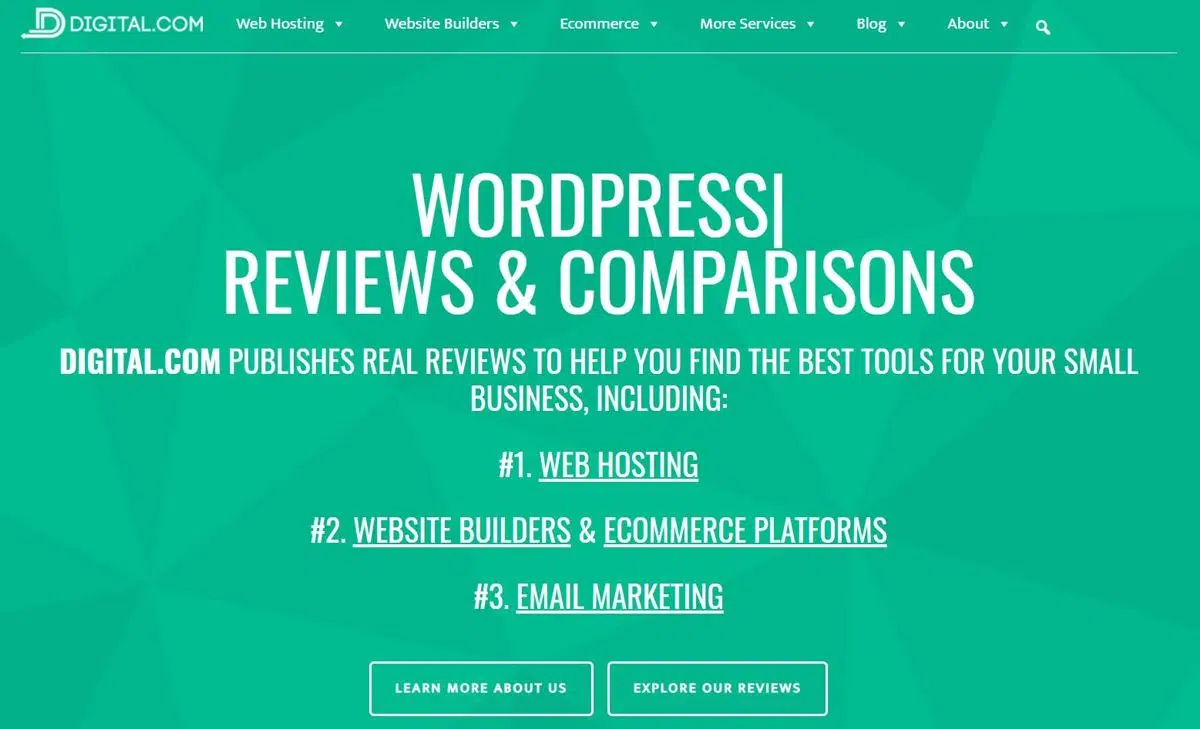 DIGITAL.COM
Web Hosting
Website Builders
Ecommerce
More Services
Blog
About
WORDPRESS|
REVIEWS & COMPARISONS
DIGITAL.COM PUBLISHES REAL REVIEWS TO HELP YOU FIND THE BEST TOOLS FOR YOUR SMALL
BUSINESS, INCLUDING:
#1. WEB HOSTING
#2. WEBSITE BUILDERS & ECOMMERCE PLATFORMS
#3. EMAIL MARKETING
LEARN MORE ABOUT US
EXPLORE OUR REVIEWS